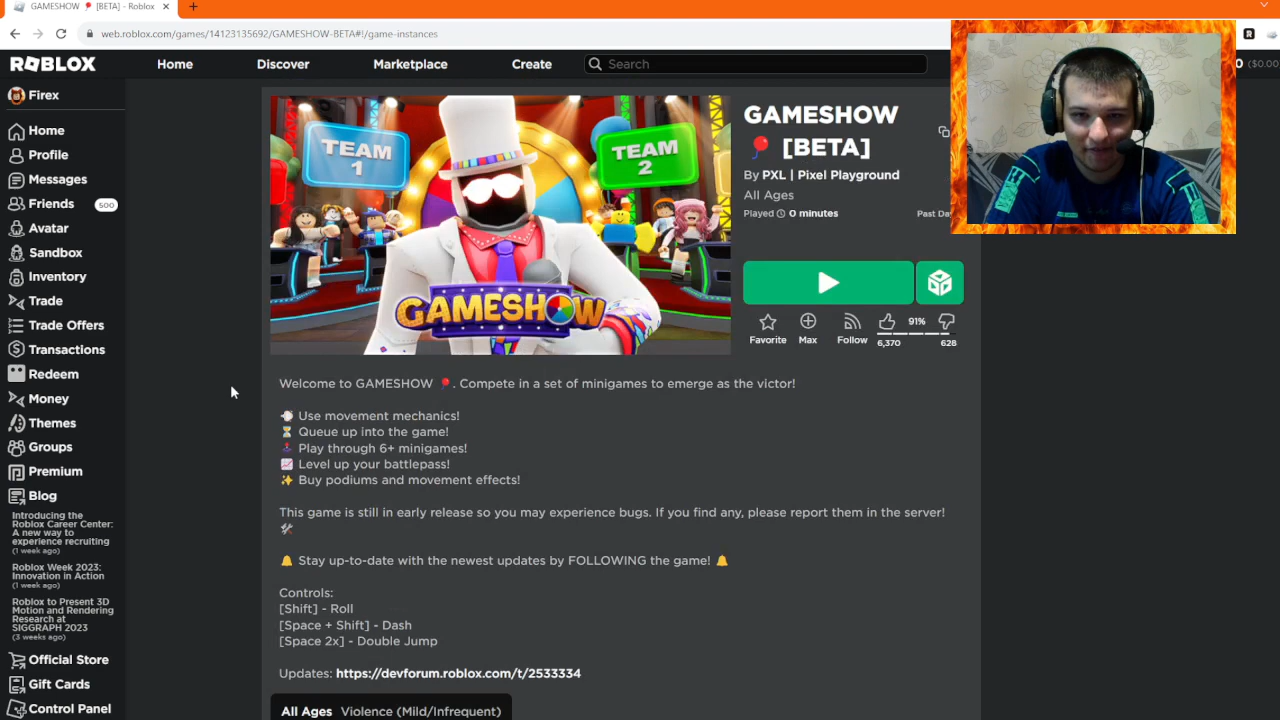 GAMESHOW 🎈 [BETA] - Roblox × +
web.roblox.com/games/14123135692/GAMESHOW-BETA#!/game-instances
ROBLOX Home Discover Marketplace Create Search 0 ($0.00
Firex
Home
Profile
Messages
Friends 500
Avatar
Sandbox
Inventory
Trade
Trade Offers
Transactions
Redeem
Money
Themes
Groups
Premium
Blog
Introducing the
Roblox Career Center:
A new way to
experience recruiting
(1 week ago)
Roblox Week 2023:
Innovation in Action
(1 week ago)
Roblox to Present 3D
Motion and Rendering
Research at
SIGGRAPH 2023
(3 weeks ago)
Official Store
Gift Cards
Control Panel
TEAM
1
TEAM
2
GAMESHOW
GAMESHOW
🎈 [BETA]
By PXL | Pixel Playground
All Ages
Played 0 minutes Past Da
Favorite Max Follow 91%
6,370 628
Welcome to GAMESHOW 🎈. Compete in a set of minigames to emerge as the victor!
Use movement mechanics!
⏳ Queue up into the game!
🕹️ Play through 6+ minigames!
📈 Level up your battlepass!
✨ Buy podiums and movement effects!
This game is still in early release so you may experience bugs. If you find any, please report them in the server!
🛠️
🔔 Stay up-to-date with the newest updates by FOLLOWING the game! 🔔
Controls:
[Shift] - Roll
[Space + Shift] - Dash
[Space 2x] - Double Jump
Updates: https://devforum.roblox.com/t/2533334
All Ages Violence (Mild/Infrequent)